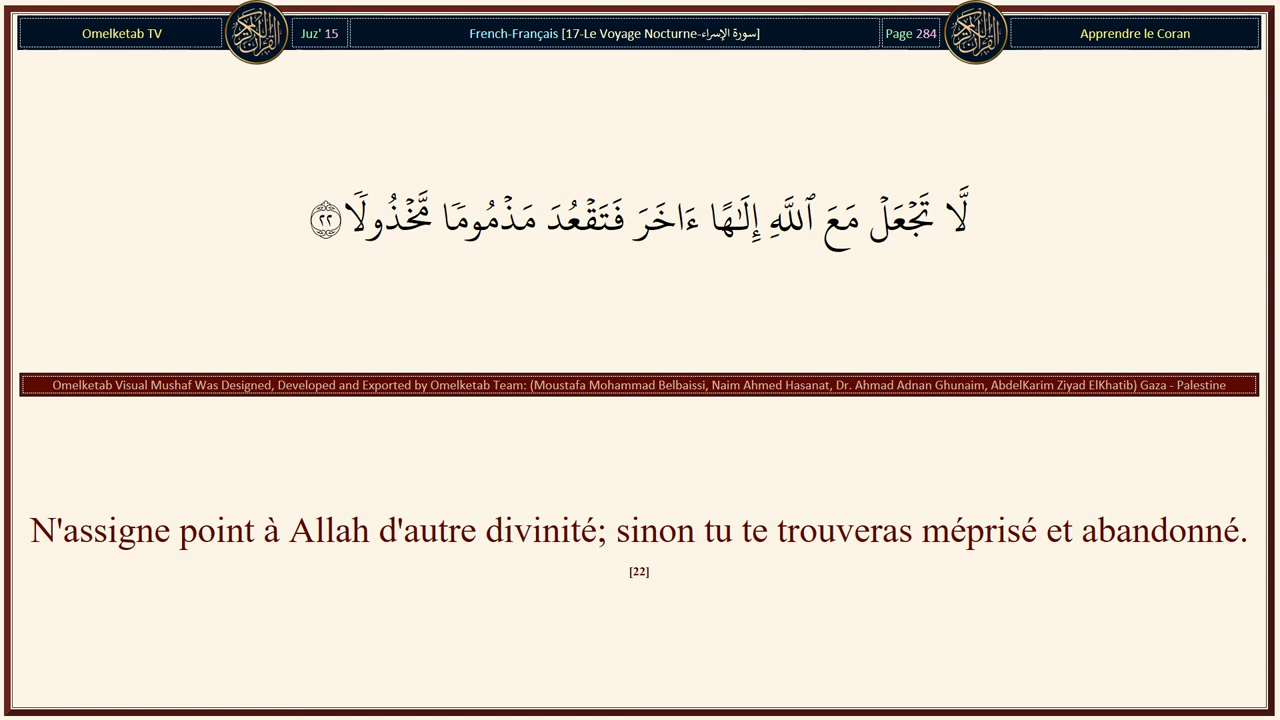 Omelketab TV
Juz' 15
French-Français [17-Le Voyage Nocturne-سورة الإسراء]
Page 284
Apprendre le Coran
لَّا تَجْعَلْ مَعَ ٱللَّهِ إِلَٰهًا ءَاخَرَ فَتَقْعُدَ مَذْمُومًا مَّخْذُولًا ٢٢
Omelketab Visual Mushaf Was Designed, Developed and Exported by Omelketab Team: (Moustafa Mohammad Belbaissi, Naim Ahmed Hasanat, Dr. Ahmad Adnan Ghunaim, AbdelKarim Ziyad ElKhatib) Gaza - Palestine
N'assigne point à Allah d'autre divinité; sinon tu te trouveras méprisé et abandonné.
[22]